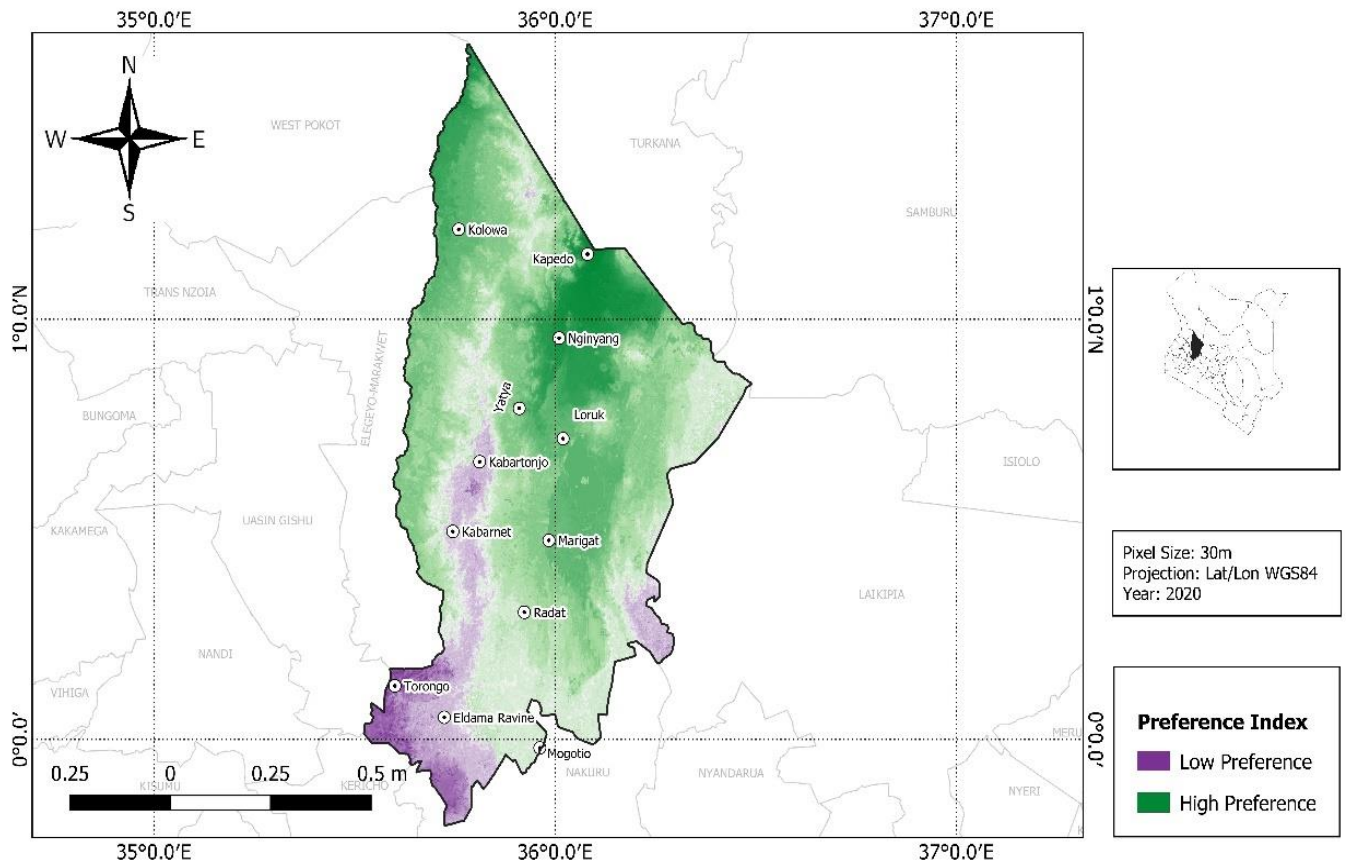 35°0.0′E
36°0.0′E
37°0.0′E
N
W
E
S
WEST POKOT
TURKANA
SAMBURU
Kolowa
Kapedo
TRANS NZOIA
1°0.0′N
1°0.0′N
Nginyang
ELEGEYO-MARAKWET
Yatya
Loruk
BUNGOMA
Kabartonjo
ISIOLO
KAKAMEGA
UASIN GISHU
Kabarnet
Marigat
Pixel Size: 30m
Projection: Lat/Lon WGS84
Year: 2020
LAIKIPIA
Radat
NANDI
VIHIGA
Torongo
Eldama Ravine
0°0.0′
0°0.0′
MERU
Mogotio
Preference Index
Low Preference
High Preference
0.25
0
0.25
0.5 m
KISUMU
KERICHO
NAKURU
NYANDARUA
NYERI
K
35°0.0′E
36°0.0′E
37°0.0′E